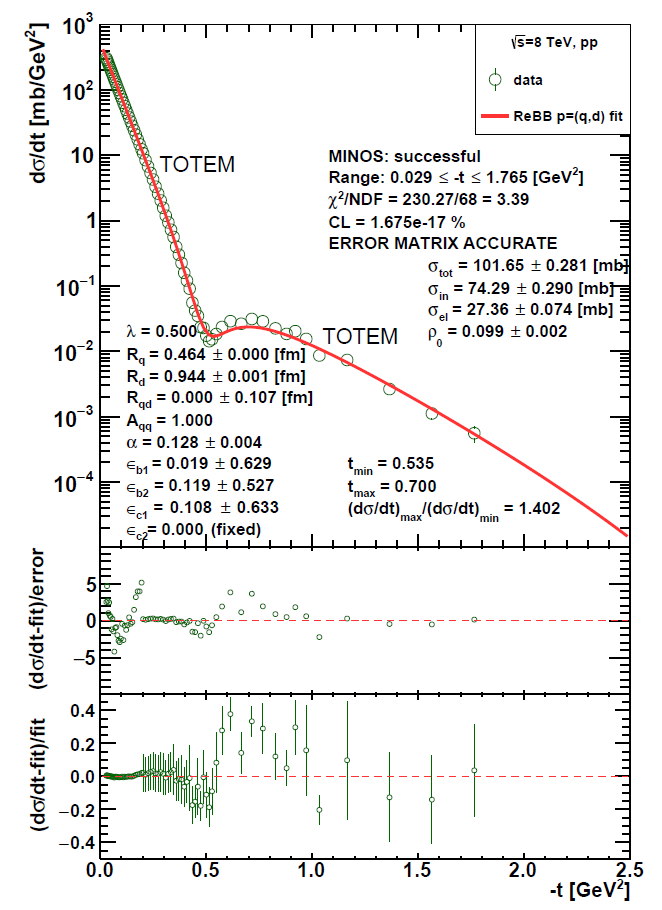 10³
10²
10
1
10⁻¹
10⁻²
10⁻³
10⁻⁴
dσ/dt [mb/GeV²]
√s=8 TeV, pp
data
ReBB p=(q,d) fit
TOTEM
MINOS: successful
Range: 0.029 ≤ -t ≤ 1.765 [GeV²]
χ²/NDF = 230.27/68 = 3.39
CL = 1.675e-17 %
ERROR MATRIX ACCURATE
σtot = 101.65 ± 0.281 [mb]
σin = 74.29 ± 0.290 [mb]
σel = 27.36 ± 0.074 [mb]
ρ0 = 0.099 ± 0.002
TOTEM
λ = 0.500
Rq = 0.464 ± 0.000 [fm]
Rd = 0.944 ± 0.001 [fm]
Rqd = 0.000 ± 0.107 [fm]
Aqq = 1.000
α = 0.128 ± 0.004
εb1 = 0.019 ± 0.629
εb2 = 0.119 ± 0.527
εc1 = 0.108 ± 0.633
εc2= 0.000 (fixed)
tmin = 0.535
tmax = 0.700
(dσ/dt)max/(dσ/dt)min = 1.402
(dσ/dt-fit)/error
5
0
−5
(dσ/dt-fit)/fit
0.4
0.2
0.0
−0.2
−0.4
0.0 0.5 1.0 1.5 2.0 2.5
-t [GeV²]